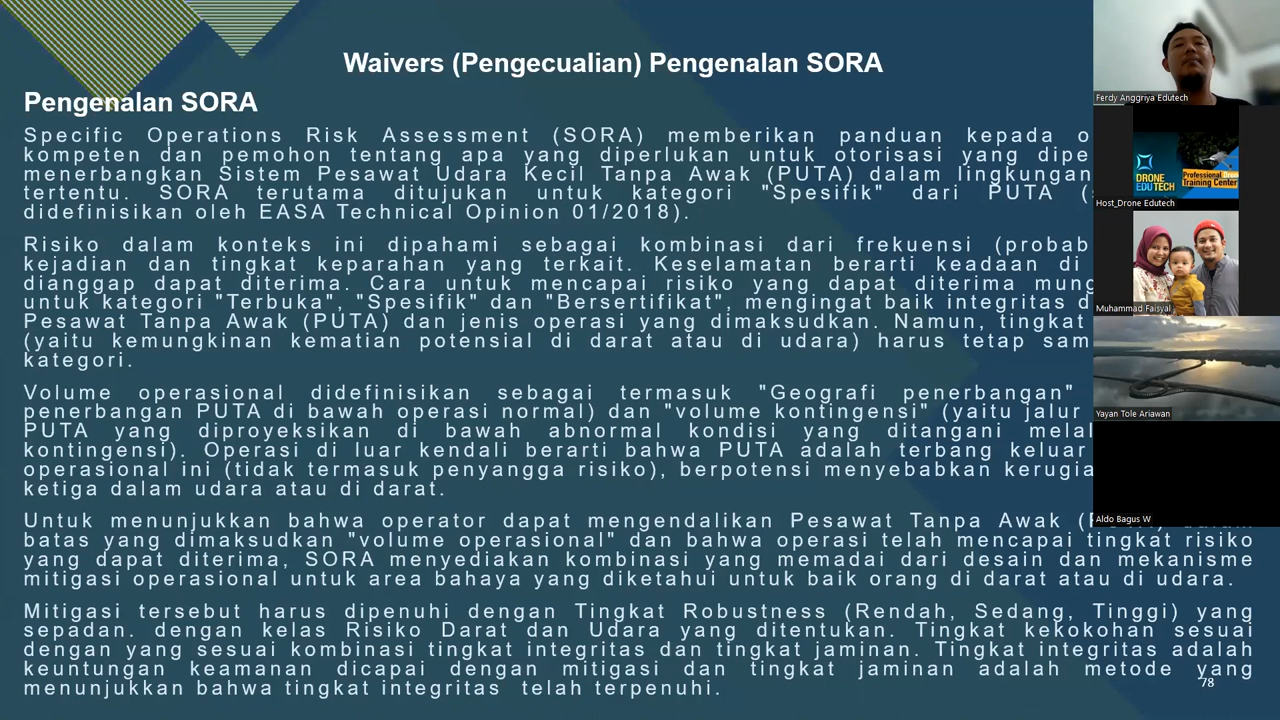 Waivers (Pengecualian) Pengenalan SORA
Pengenalan SORA
Specific Operations Risk Assessment (SORA) memberikan panduan kepada
kompeten dan pemohon tentang apa yang diperlukan untuk otorisasi yang
menerbangkan Sistem Pesawat Udara Kecil Tanpa Awak (PUTA) dalam lingkungan
tertentu. SORA terutama ditujukan untuk kategori "Spesifik" dari PUTA
didefinisikan oleh EASA Technical Opinion 01/2018).
Risiko dalam konteks ini dipahami sebagai kombinasi dari frekuensi
kejadian dan tingkat keparahan yang terkait. Keselamatan berarti keadaan di
dianggap dapat diterima. Cara untuk mencapai risiko yang dapat diterima
untuk kategori "Terbuka", "Spesifik" dan "Bersertifikat", mengingat baik integritas
Pesawat Tanpa Awak (PUTA) dan jenis operasi yang dimaksudkan. Namun, tingkat
(yaitu kemungkinan kematian potensial di darat atau di udara) harus tetap
kategori.
Volume operasional didefinisikan sebagai termasuk "Geografi penerbangan"
penerbangan PUTA di bawah operasi normal) dan "volume kontingensi" (yaitu jalur
PUTA yang diproyeksikan di bawah abnormal kondisi yang ditangani
kontingensi). Operasi di luar kendali berarti bahwa PUTA adalah terbang keluar
operasional ini (tidak termasuk penyangga risiko), berpotensi menyebabkan
ketiga dalam udara atau di darat.
Untuk menunjukkan bahwa operator dapat mengendalikan Pesawat Tanpa Awak
batas yang dimaksudkan "volume operasional" dan bahwa operasi telah mencapai tingkat risiko
yang dapat diterima, SORA menyediakan kombinasi yang memadai dari desain dan mekanisme
mitigasi operasional untuk area bahaya yang diketahui untuk baik orang di darat atau di udara.
Mitigasi tersebut harus dipenuhi dengan Tingkat Robustness (Rendah, Sedang, Tinggi) yang
sepadan. dengan kelas Risiko Darat dan Udara yang ditentukan. Tingkat kekokohan sesuai
dengan yang sesuai kombinasi tingkat integritas dan tingkat jaminan. Tingkat integritas adalah
keuntungan keamanan dicapai dengan mitigasi dan tingkat jaminan adalah metode yang
menunjukkan bahwa tingkat integritas telah terpenuhi.
78
Ferdy Anggriya Edutech
DRONE
EDUTECH
Professional
Training Center
Host_Drone Edutech
Muhammad Faisyal
Yayan Tole Ariawan
Aldo Bagus W